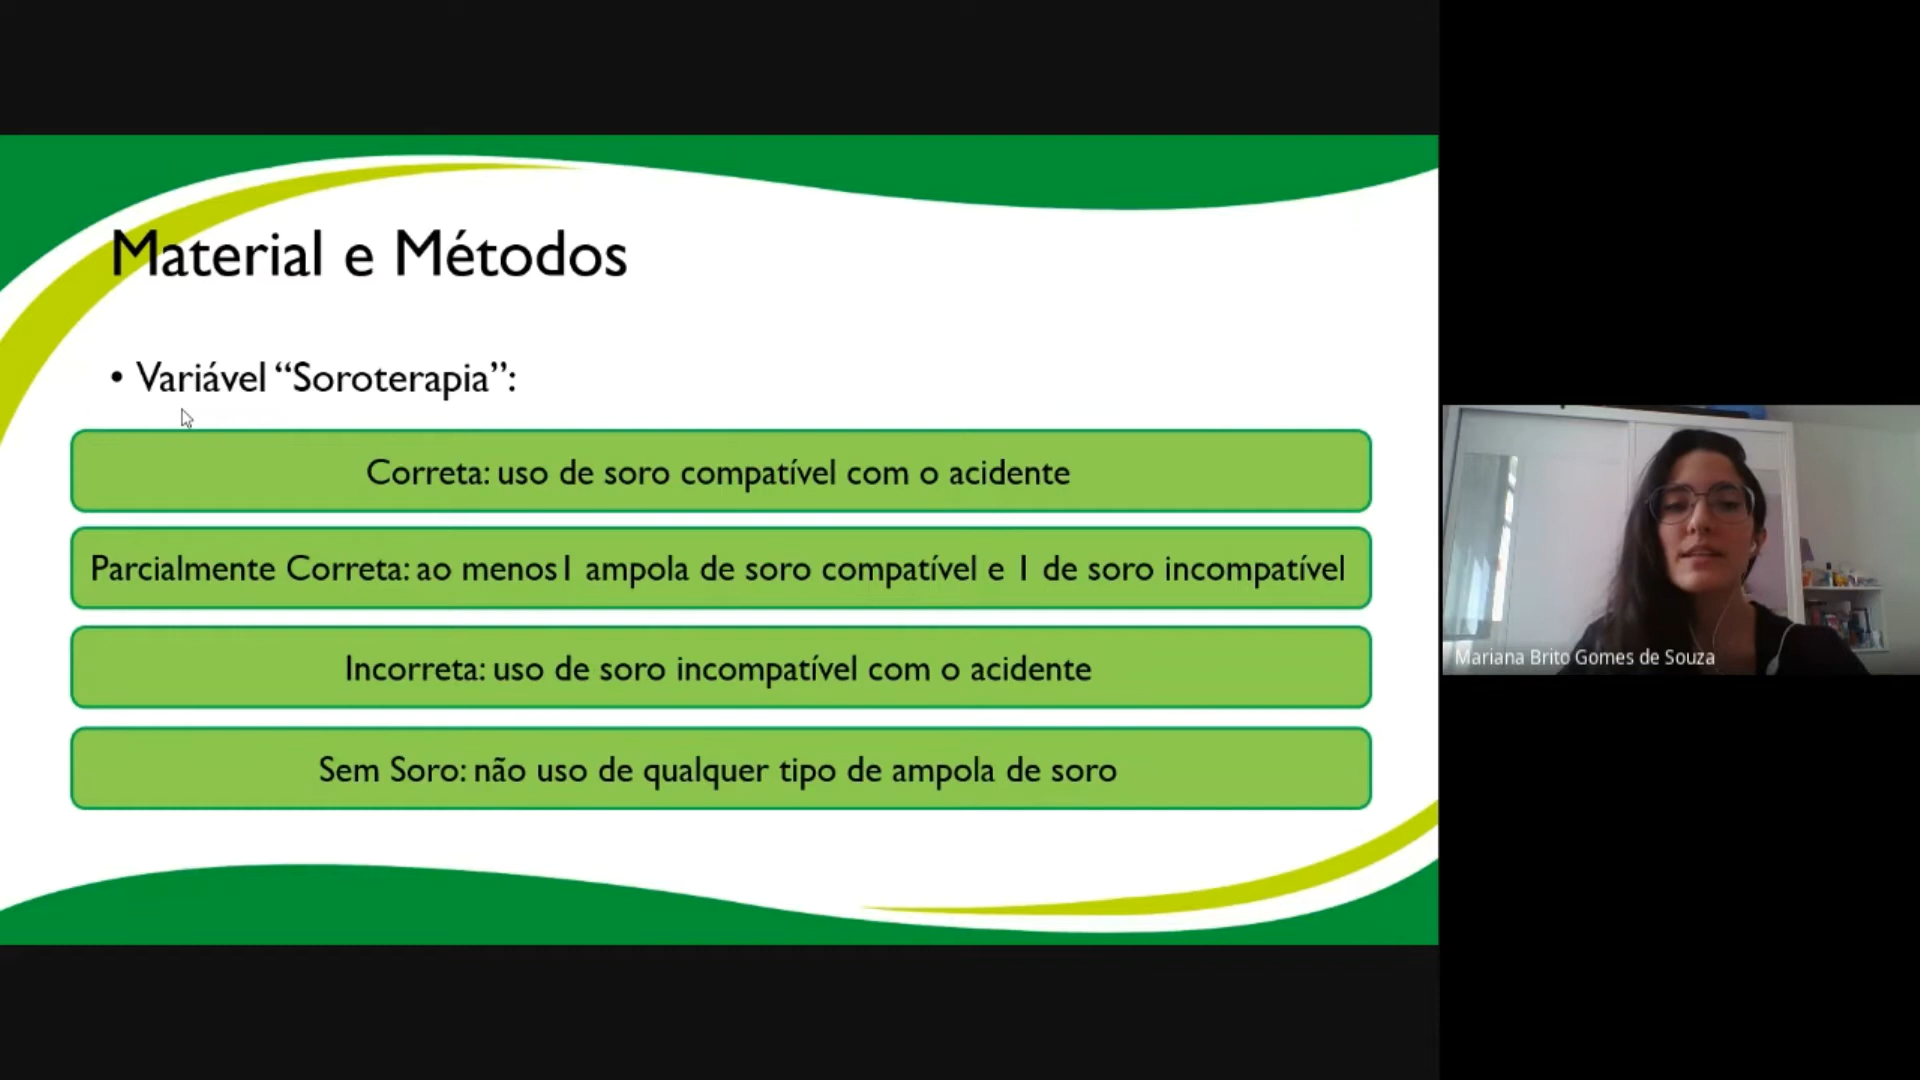 Material e Métodos
• Variável “Soroterapia”:
Correta: uso de soro compatível com o acidente
Parcialmente Correta: ao menos1 ampola de soro compatível e 1 de soro incompatível
Incorreta: uso de soro incompatível com o acidente
Sem Soro: não uso de qualquer tipo de ampola de soro
Mariana Brito Gomes de Souza